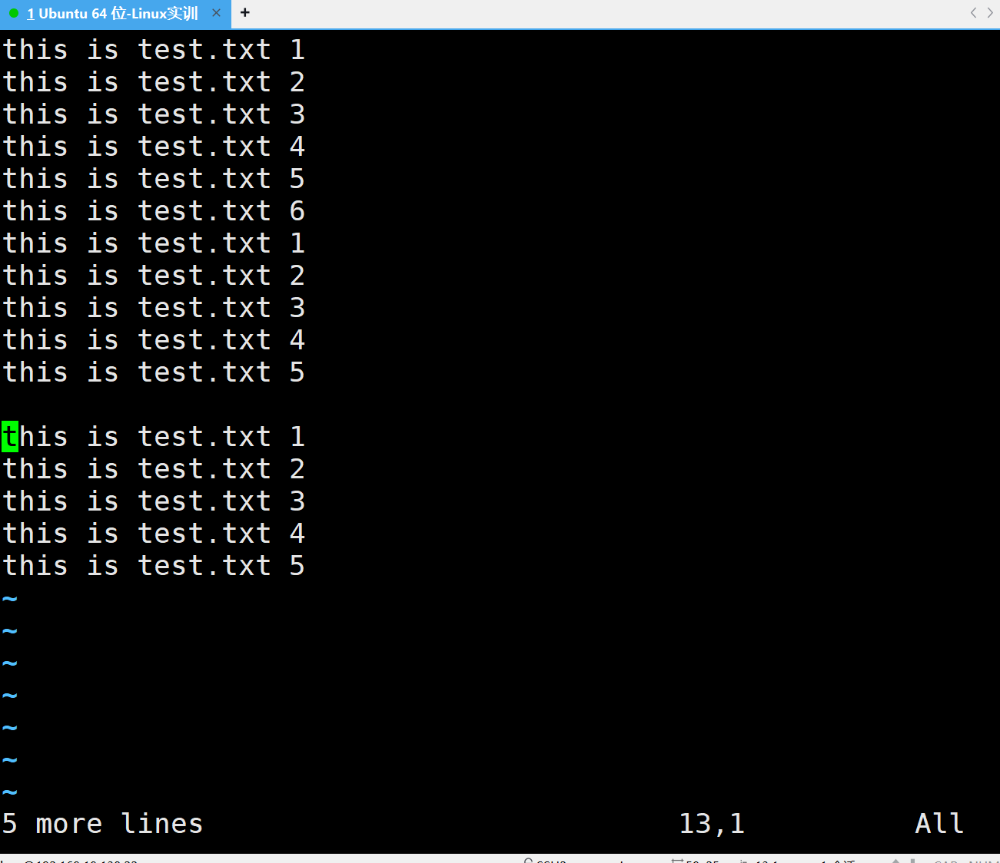 1 Ubuntu 64 位-Linux实训 × +
this is test.txt 1
this is test.txt 2
this is test.txt 3
this is test.txt 4
this is test.txt 5
this is test.txt 6
this is test.txt 1
this is test.txt 2
this is test.txt 3
this is test.txt 4
this is test.txt 5
this is test.txt 1
this is test.txt 2
this is test.txt 3
this is test.txt 4
this is test.txt 5
~
~
~
~
~
~
~
5 more lines 13,1 All